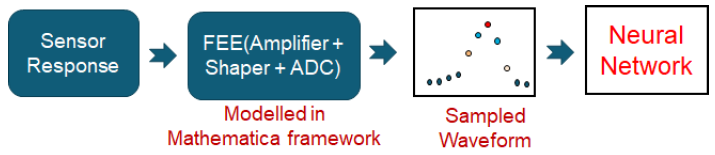 Sensor
Response
FEE(Amplifier +
Shaper + ADC)
Modelled in
Mathematica framework
Sampled
Waveform
Neural
Network